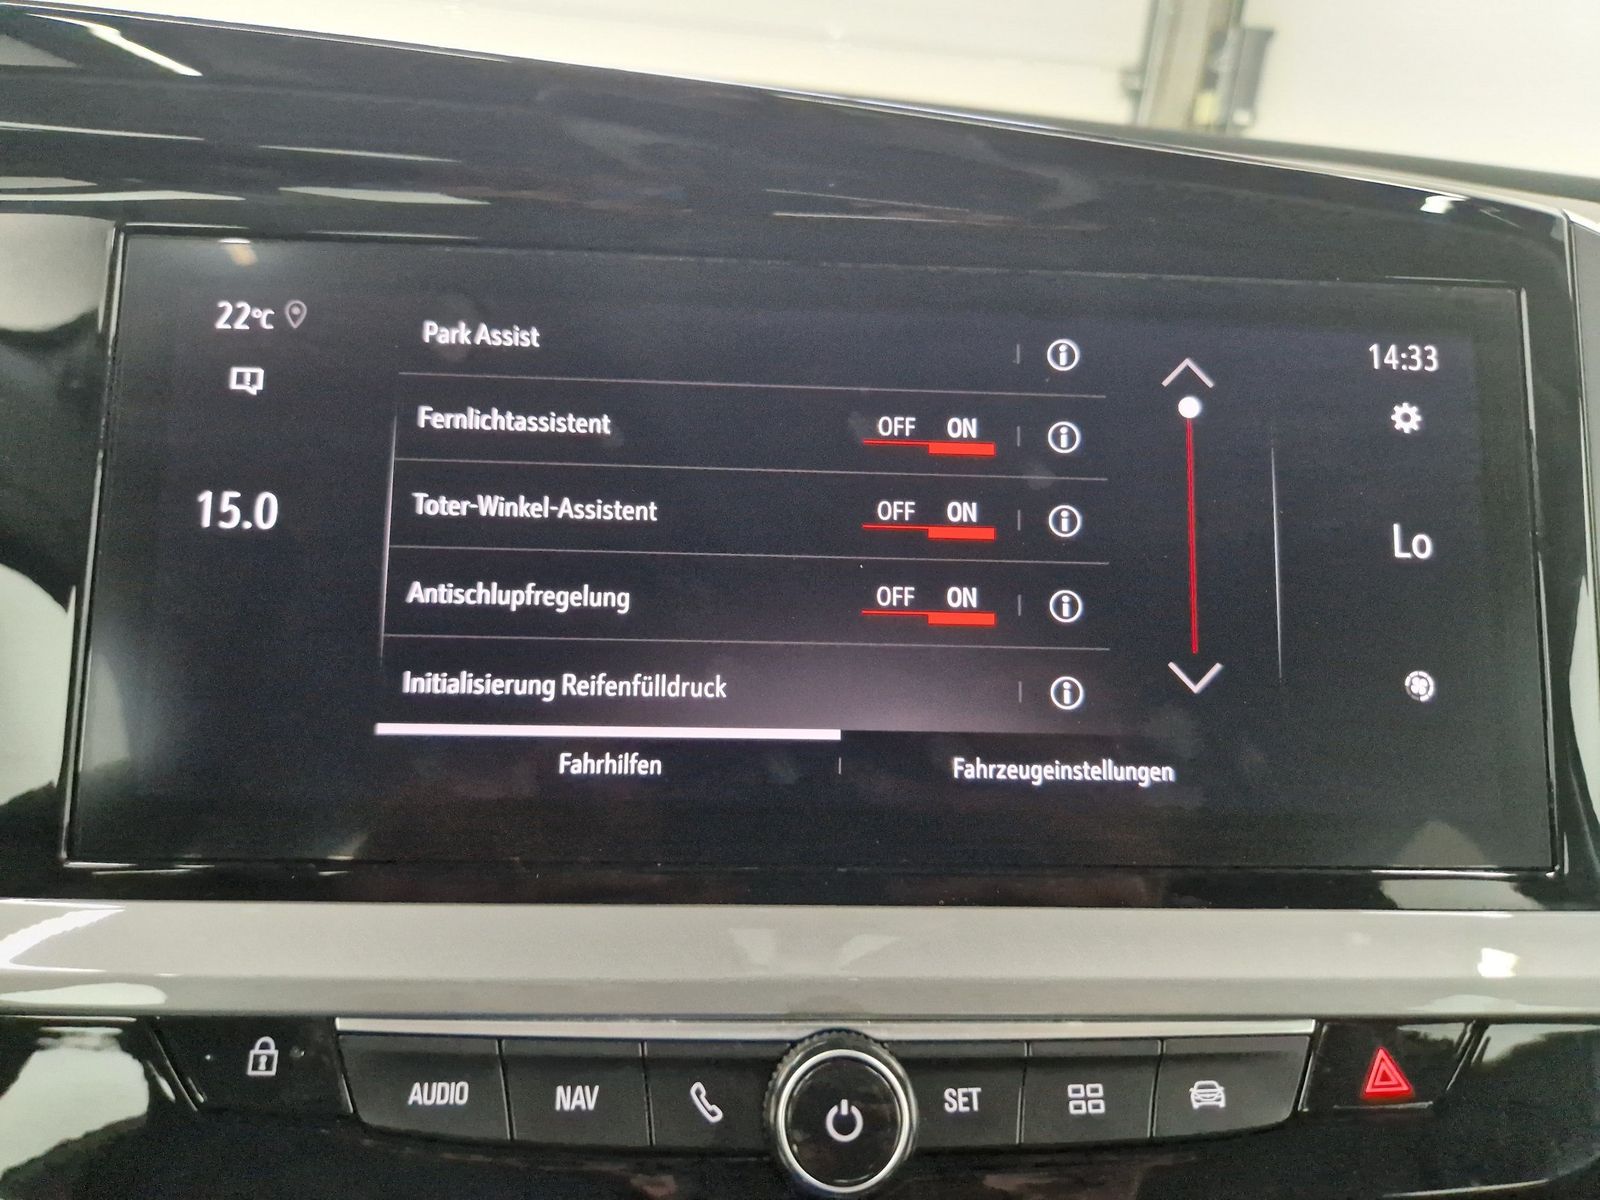 22°C
Park Assist
14:33
Fernlichtassistent OFF ON
15.0
Toter-Winkel-Assistent OFF ON
Lo
Antischlupfregelung OFF ON
Initialisierung Reifenfülldruck
Fahrhilfen
Fahrzeugeinstellungen
AUDIO NAV SET